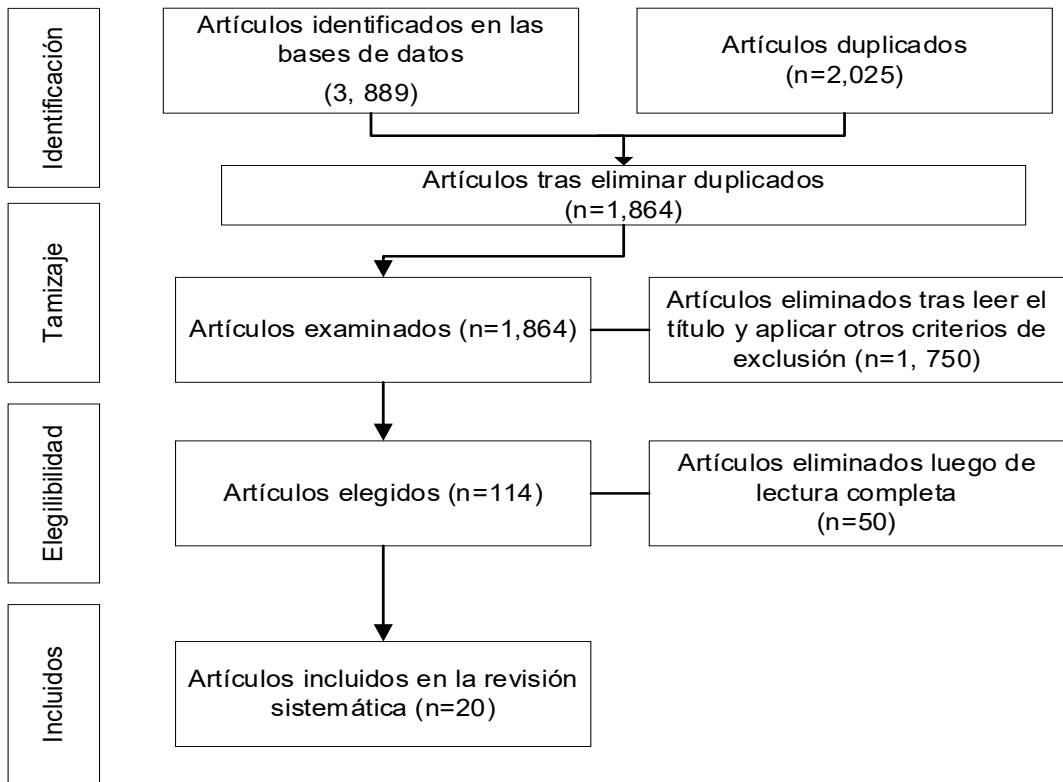 Identificación
Artículos identificados en las
bases de datos
(3, 889)
Artículos duplicados
(n=2,025)
Artículos tras eliminar duplicados
(n=1,864)
Tamizaje
Artículos examinados (n=1,864)
Artículos eliminados tras leer el
título y aplicar otros criterios de
exclusión (n=1, 750)
Elegilibilidad
Artículos elegidos (n=114)
Artículos eliminados luego de
lectura completa
(n=50)
Incluidos
Artículos incluidos en la revisión
sistemática (n=20)